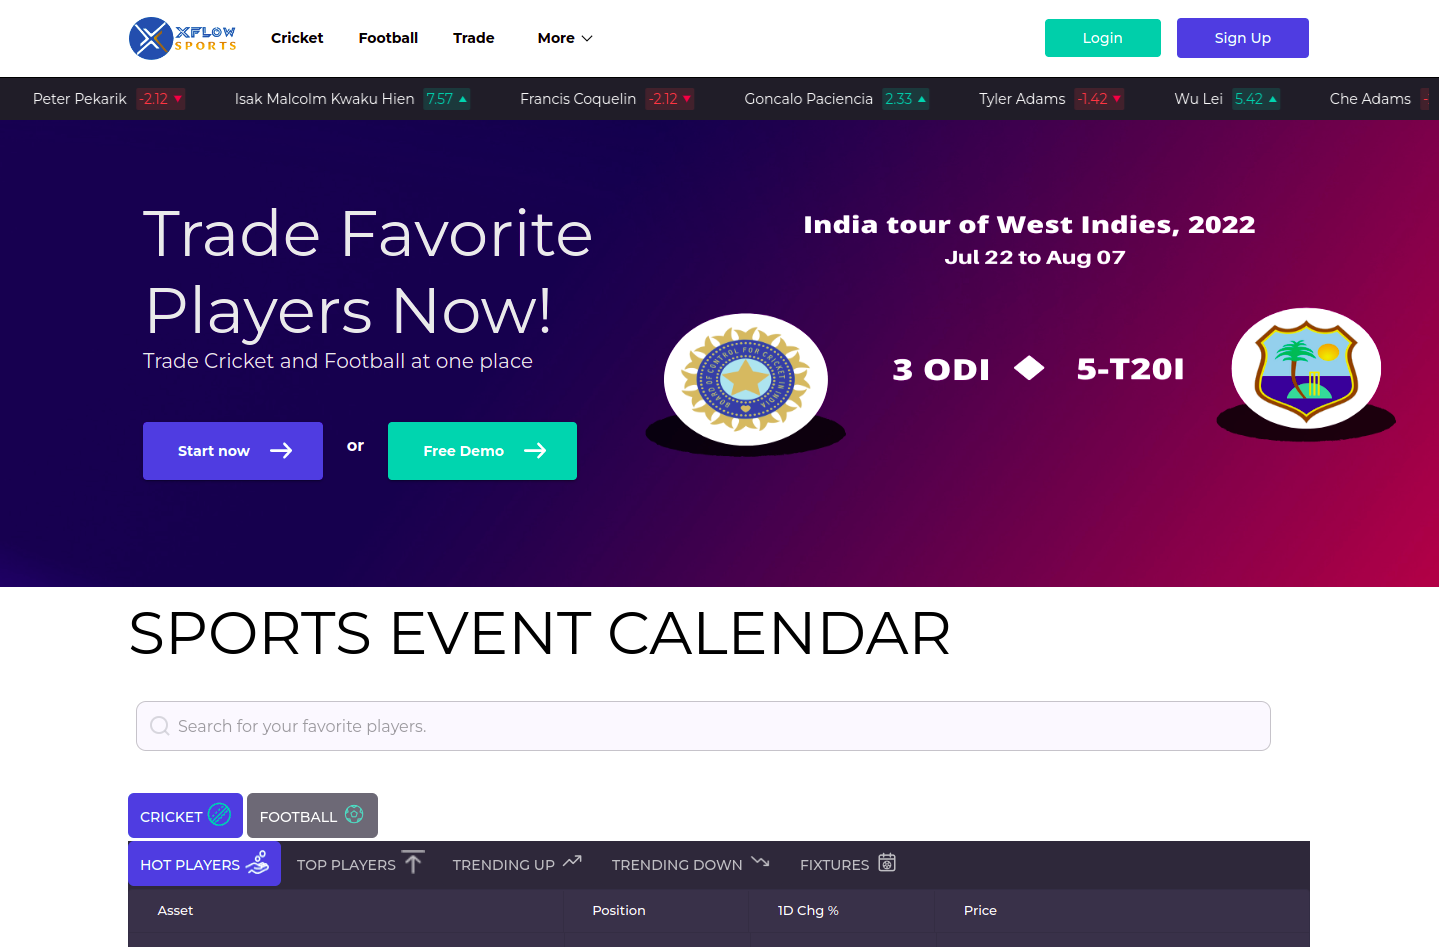 XFLOW
SPORTS
Cricket
Football
Trade
More
Login
Sign Up
Peter Pekarik -2.12
Isak Malcolm Kwaku Hien 7.57
Francis Coquelin -2.12
Goncalo Paciencia 2.33
Tyler Adams -1.42
Wu Lei 5.42
Che Adams -
Trade Favorite
Players Now!
Trade Cricket and Football at one place
Start now
or
Free Demo
India tour of West Indies, 2022
Jul 22 to Aug 07
BOARD OF CONTROL FOR CRICKET IN INDIA
3 ODI
5-T20I
SPORTS EVENT CALENDAR
Search for your favorite players.
CRICKET
FOOTBALL
HOT PLAYERS
TOP PLAYERS
TRENDING UP
TRENDING DOWN
FIXTURES
Asset
Position
1D Chg %
Price